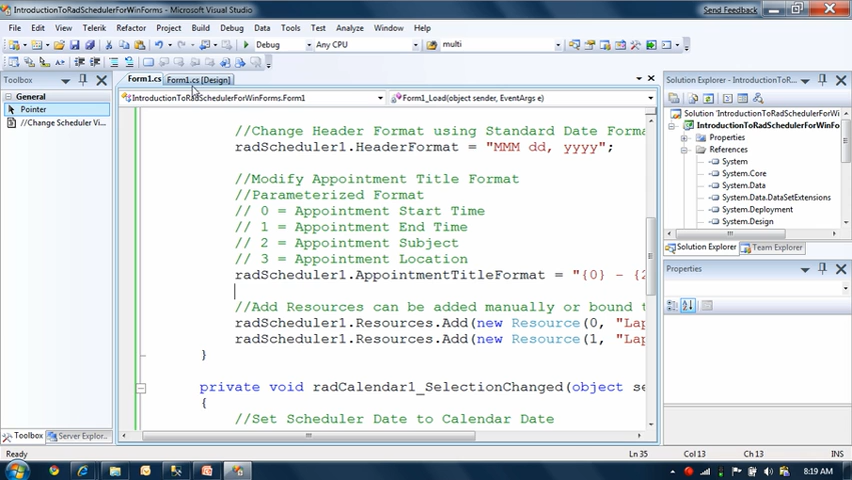 IntroductionToRadSchedulerForWinForms - Microsoft Visual Studio
Send Feedback
File Edit View Telerik Refactor Project Build Debug Data Tools Test Analyze Window Help
Debug Any CPU multi
Toolbox
General
Pointer
//Change Scheduler Vi...
Form1.cs Form1.cs [Design]
IntroductionToRadSchedulerForWinForms.Form1 Form1_Load(object sender, EventArgs e)
//Change Header Format using Standard Date Forma
radScheduler1.HeaderFormat = "MMM dd, yyyy";
//Modify Appointment Title Format
//Parameterized Format
// 0 = Appointment Start Time
// 1 = Appointment End Time
// 2 = Appointment Subject
// 3 = Appointment Location
radScheduler1.AppointmentTitleFormat = "{0} - {2
//Add Resources can be added manually or bound t
radScheduler1.Resources.Add(new Resource(0, "Lap
radScheduler1.Resources.Add(new Resource(1, "Lap
}
private void radCalendar1_SelectionChanged(object se
{
//Set Scheduler Date to Calendar Date
Solution Explorer - IntroductionToR...
Solution 'IntroductionToRadSchedulerForWinF
IntroductionToRadSchedulerForWinFo
Properties
References
System
System.Core
System.Data
System.Data.DataSetExtensions
System.Deployment
System.Design
Solution Explorer Team Explorer
Properties
Toolbox Server Explor...
Ready Ln 35 Col 13 Ch 13 INS
8:19 AM